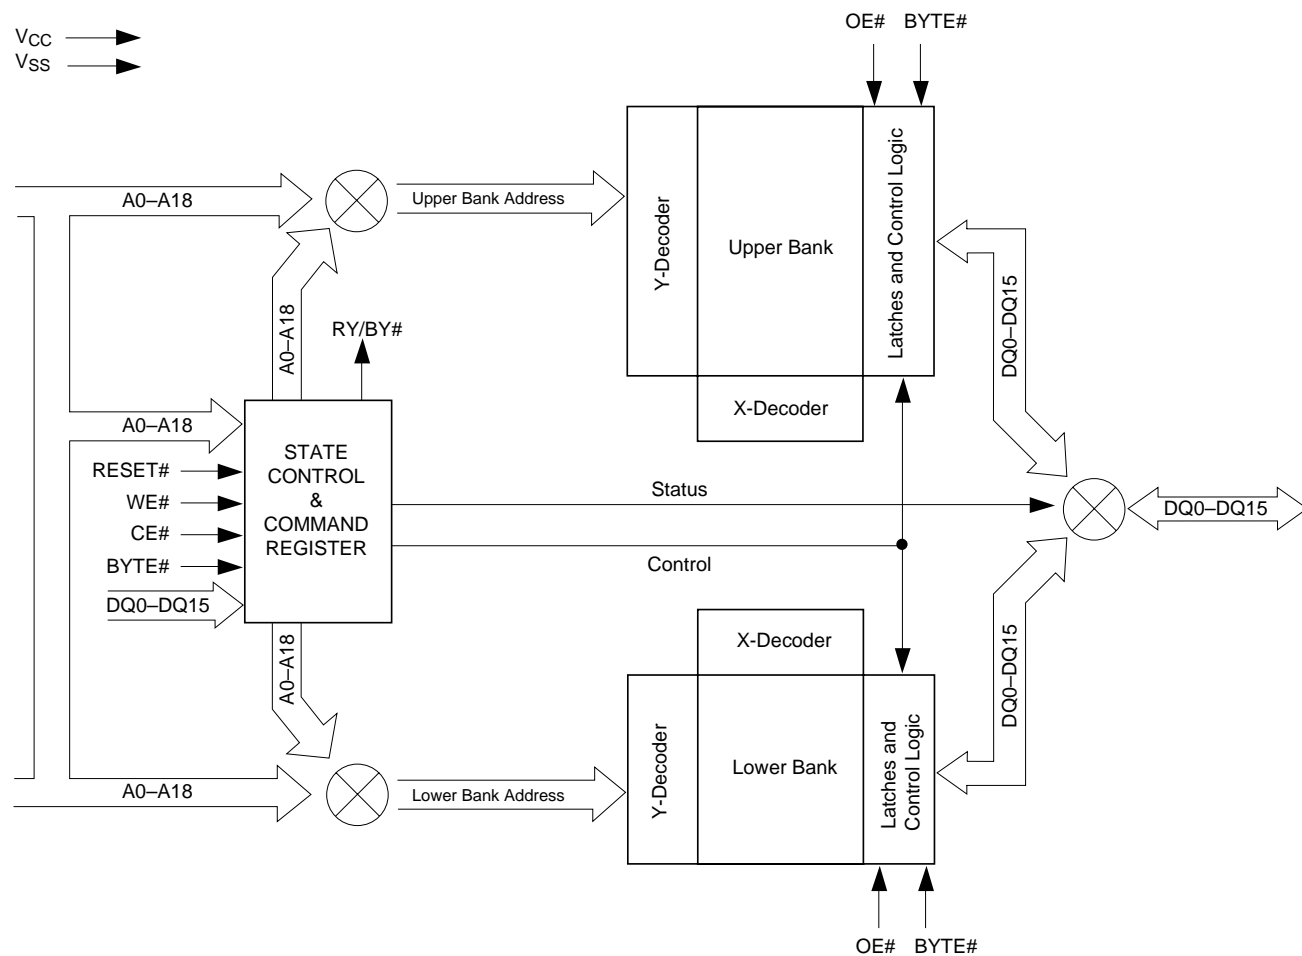 VCC
VSS
OE# BYTE#
A0–A18
Upper Bank Address
Y-Decoder
Upper Bank
Latches and Control Logic
X-Decoder
DQ0–DQ15
A0–A18
RY/BY#
A0–A18
RESET#
WE#
CE#
BYTE#
DQ0–DQ15
STATE
CONTROL
&
COMMAND
REGISTER
Status
Control
DQ0–DQ15
A0–A18
X-Decoder
DQ0–DQ15
A0–A18
Lower Bank Address
Y-Decoder
Lower Bank
Latches and
Control Logic
OE# BYTE#